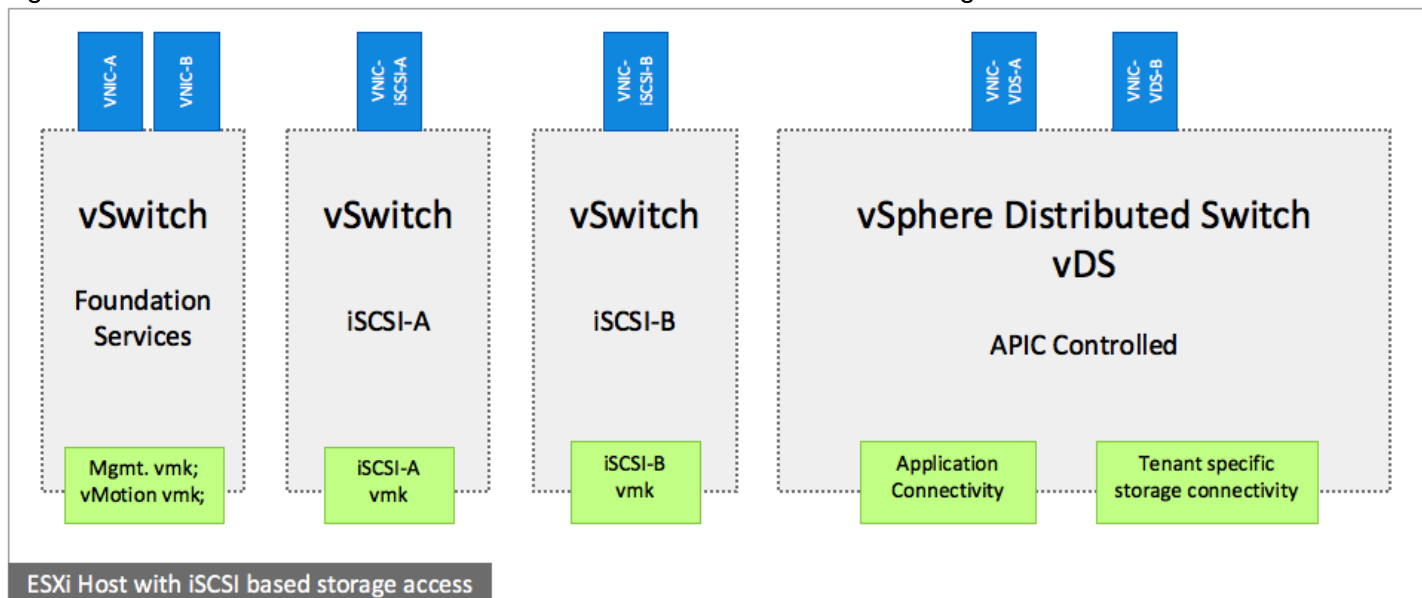 VNIC-A
VNIC-B
VNIC-
iSCSI-A
VNIC-
iSCSI-B
VNIC-
VDS-A
VNIC-
VDS-B
vSwitch
Foundation
Services
Mgmt. vmk;
vMotion vmk;
vSwitch
iSCSI-A
iSCSI-A
vmk
vSwitch
iSCSI-B
iSCSI-B
vmk
vSphere Distributed Switch
vDS
APIC Controlled
Application
Connectivity
Tenant specific
storage connectivity
ESXi Host with iSCSI based storage access